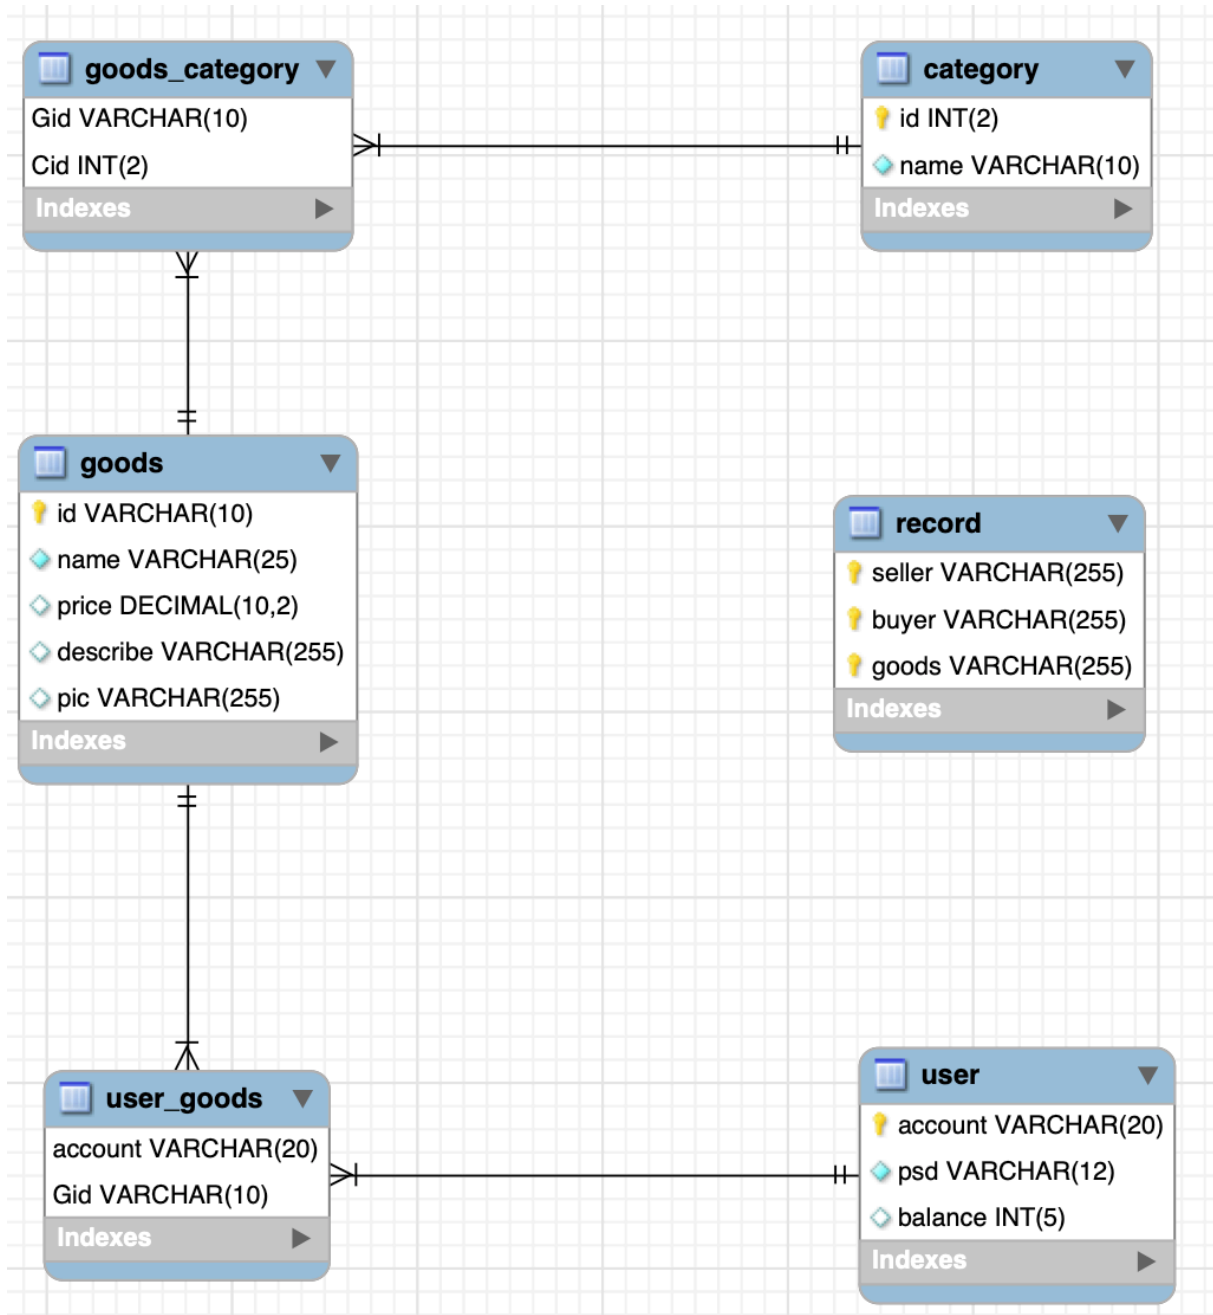 goods_category
Gid VARCHAR(10)
Cid INT(2)
Indexes
category
id INT(2)
name VARCHAR(10)
Indexes
goods
id VARCHAR(10)
name VARCHAR(25)
price DECIMAL(10,2)
describe VARCHAR(255)
pic VARCHAR(255)
Indexes
record
seller VARCHAR(255)
buyer VARCHAR(255)
goods VARCHAR(255)
Indexes
user_goods
account VARCHAR(20)
Gid VARCHAR(10)
Indexes
user
account VARCHAR(20)
psd VARCHAR(12)
balance INT(5)
Indexes